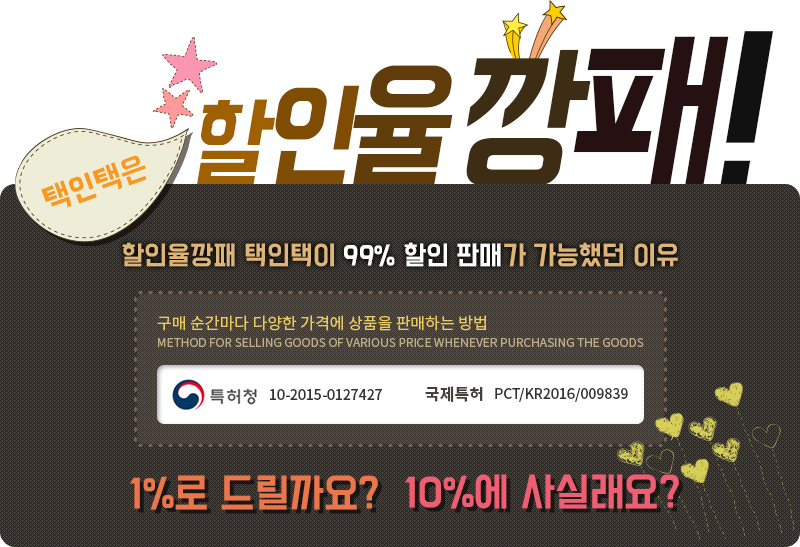 택인택은
할인율깡패!
할인율깡패 택인택이 99% 할인 판매가 가능했던 이유
구매 순간마다 다양한 가격에 상품을 판매하는 방법
METHOD FOR SELLING GOODS OF VARIOUS PRICE WHENEVER PURCHASING THE GOODS
특허청 10-2015-0127427 국제특허 PCT/KR2016/009839
1%로 드릴까요? 10%에 사실래요?